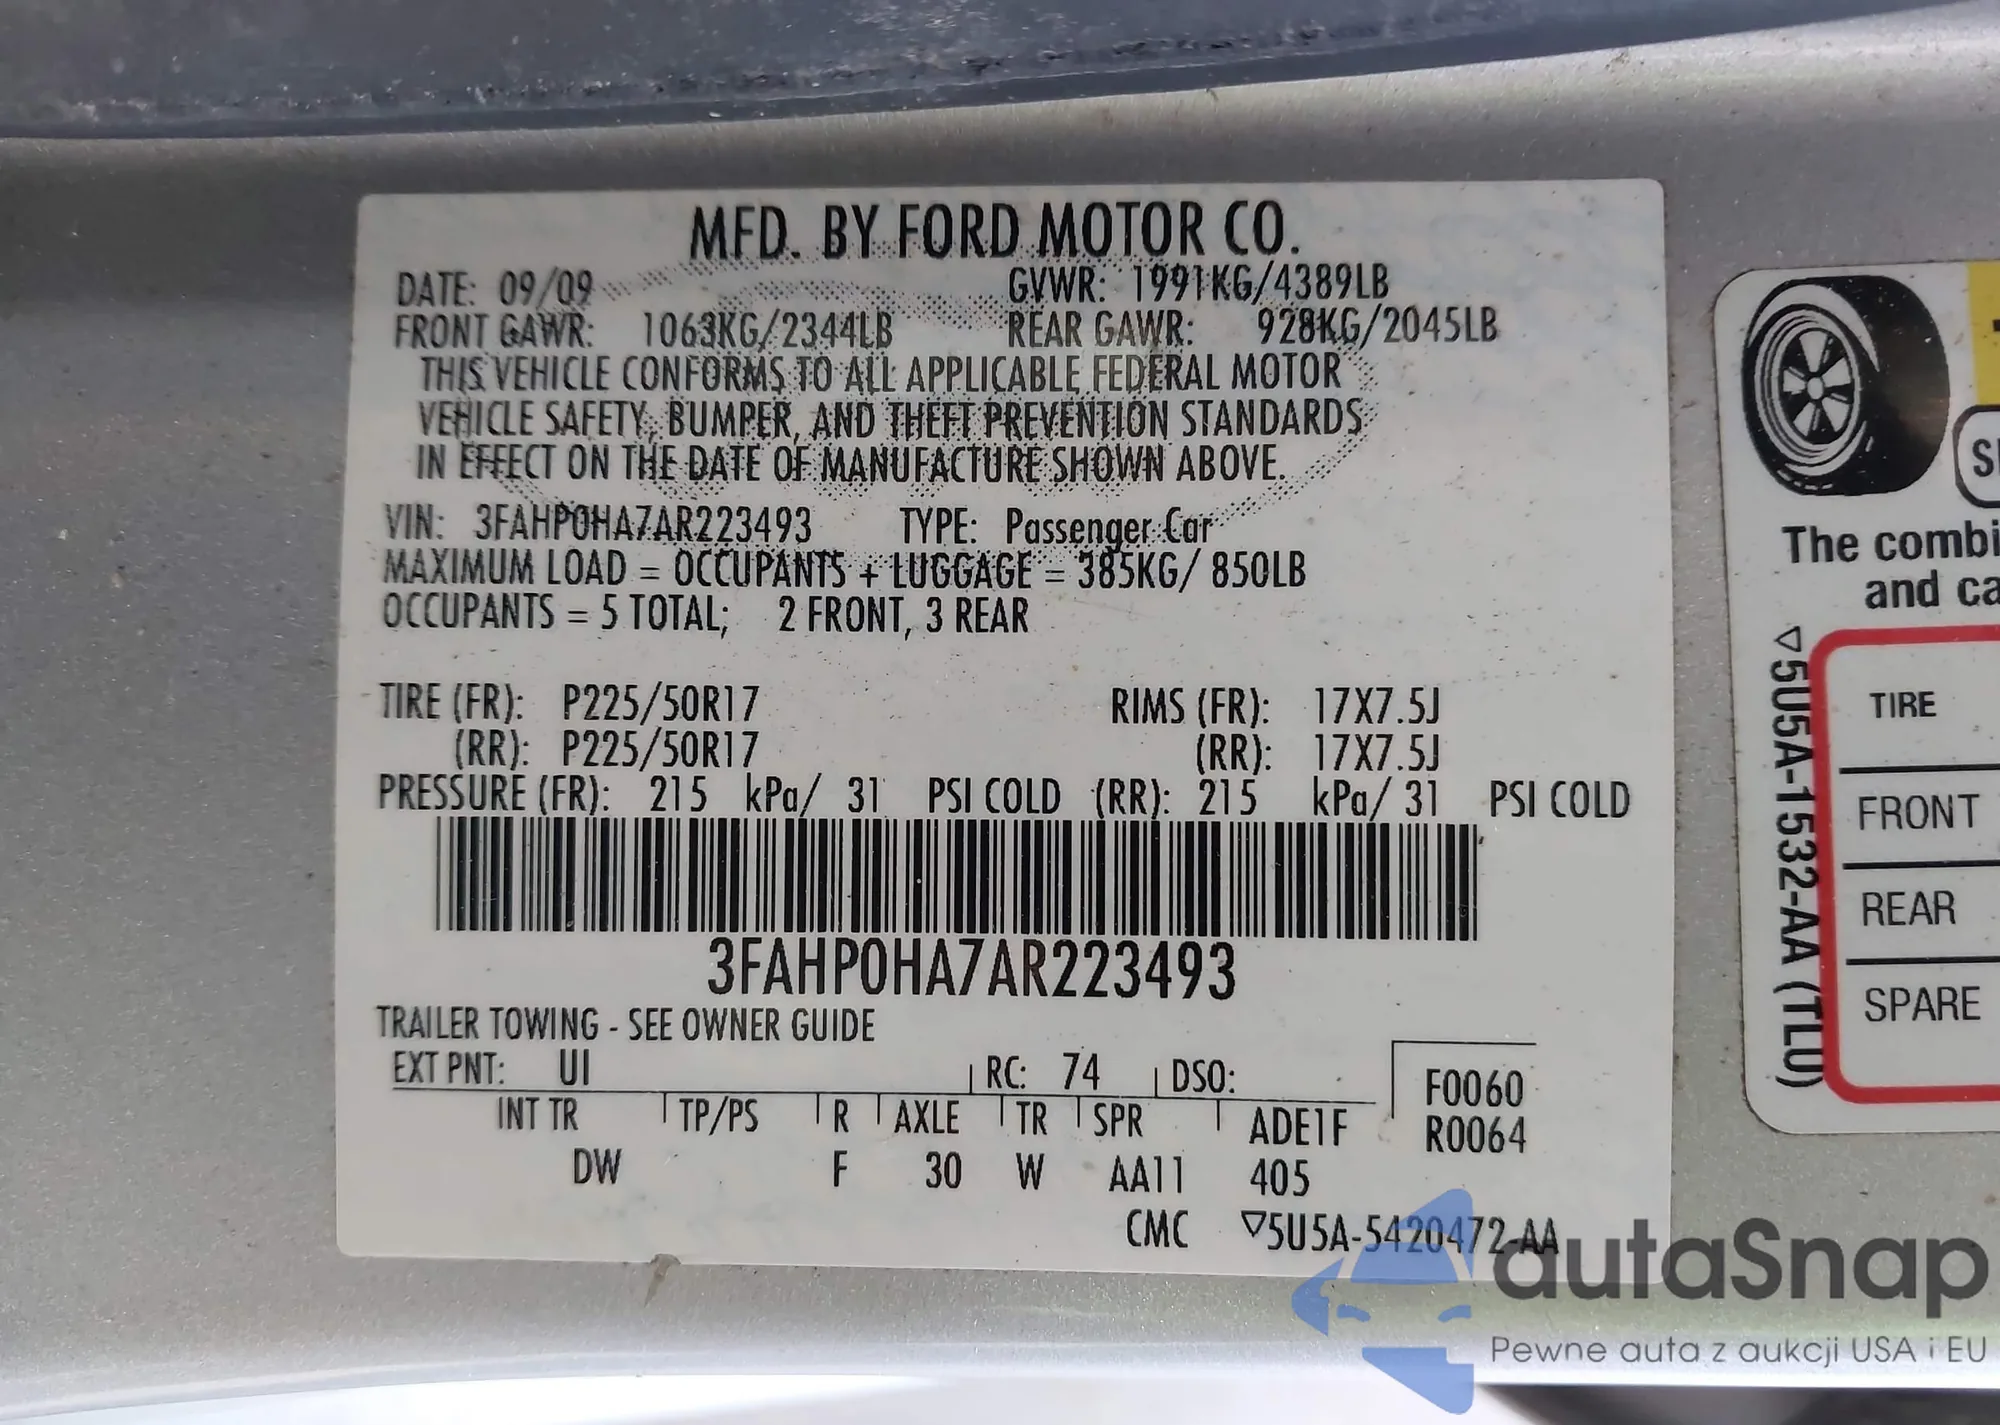 MFD. BY FORD MOTOR CO.
DATE: 09/09 GVWR: 1991KG/4389LB
FRONT GAWR: 1063KG/2344LB REAR GAWR: 928KG/2045LB
THIS VEHICLE CONFORMS TO ALL APPLICABLE FEDERAL MOTOR
VEHICLE SAFETY, BUMPER, AND THEFT PREVENTION STANDARDS
IN EFFECT ON THE DATE OF MANUFACTURE SHOWN ABOVE.
VIN: 3FAHP0HA7AR223493 TYPE: Passenger Car
MAXIMUM LOAD = OCCUPANTS + LUGGAGE = 385KG/ 850LB
OCCUPANTS = 5 TOTAL; 2 FRONT, 3 REAR
TIRE (FR): P225/50R17 RIMS (FR): 17X7.5J
(RR): P225/50R17 (RR): 17X7.5J
PRESSURE (FR): 215 kPa/ 31 PSI COLD (RR): 215 kPa/ 31 PSI COLD
3FAHP0HA7AR223493
TRAILER TOWING - SEE OWNER GUIDE
EXT PNT: UI RC: 74 DSO:
F0060
INT TR TP/PS R AXLE TR SPR ADE1F
R0064
DW F 30 W AA11 405
CMC ▽5U5A-5420472-AA
The combi
and ca
▽5U5A-1532-AA (TLU)
TIRE
FRONT
REAR
SPARE
autaSnap
Pewne auta z aukcji USA i EU